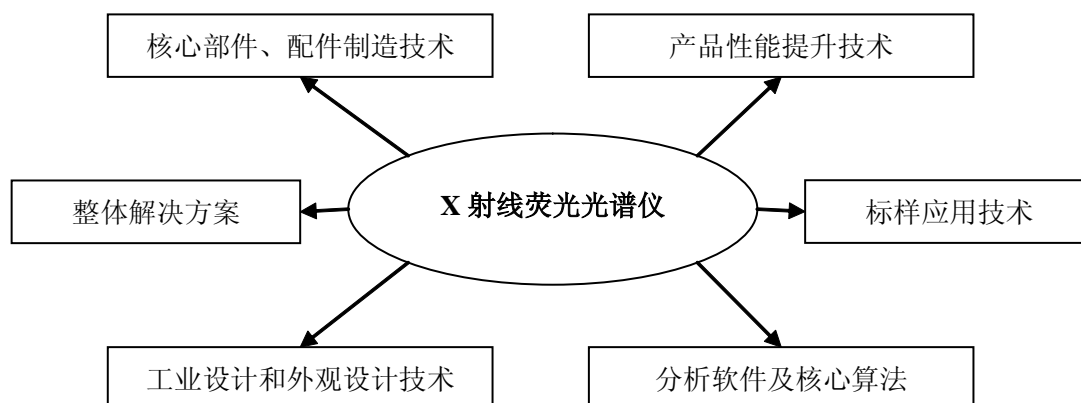 核心部件、配件制造技术
产品性能提升技术
整体解决方案
X 射线荧光光谱仪
标样应用技术
工业设计和外观设计技术
分析软件及核心算法